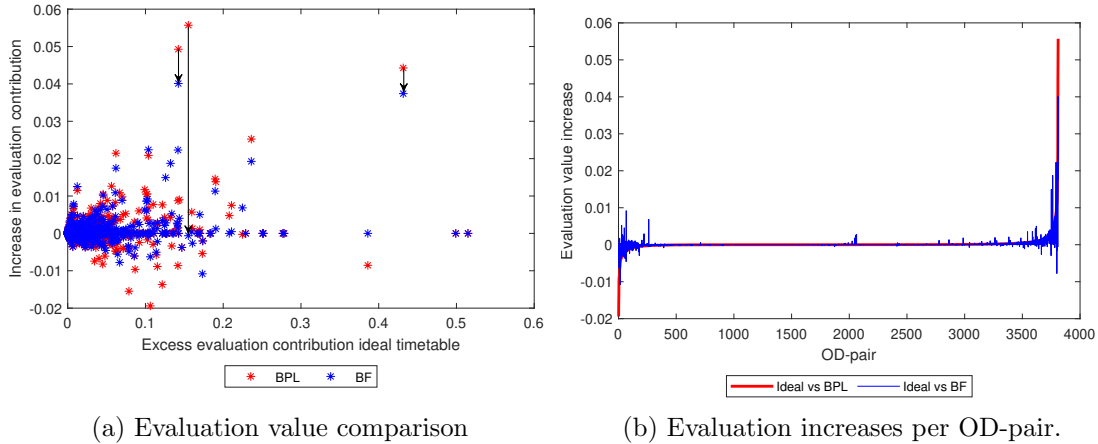 0.06
0.05
0.04
0.03
0.02
0.01
0
-0.01
-0.02
Increase in evaluation contribution
0 0.1 0.2 0.3 0.4 0.5 0.6
Excess evaluation contribution ideal timetable
BPL BF
(a) Evaluation value comparison
0.06
0.05
0.04
0.03
0.02
0.01
0
-0.01
-0.02
Evaluation value increase
0 500 1000 1500 2000 2500 3000 3500 4000
OD-pair
Ideal vs BPL Ideal vs BF
(b) Evaluation increases per OD-pair.